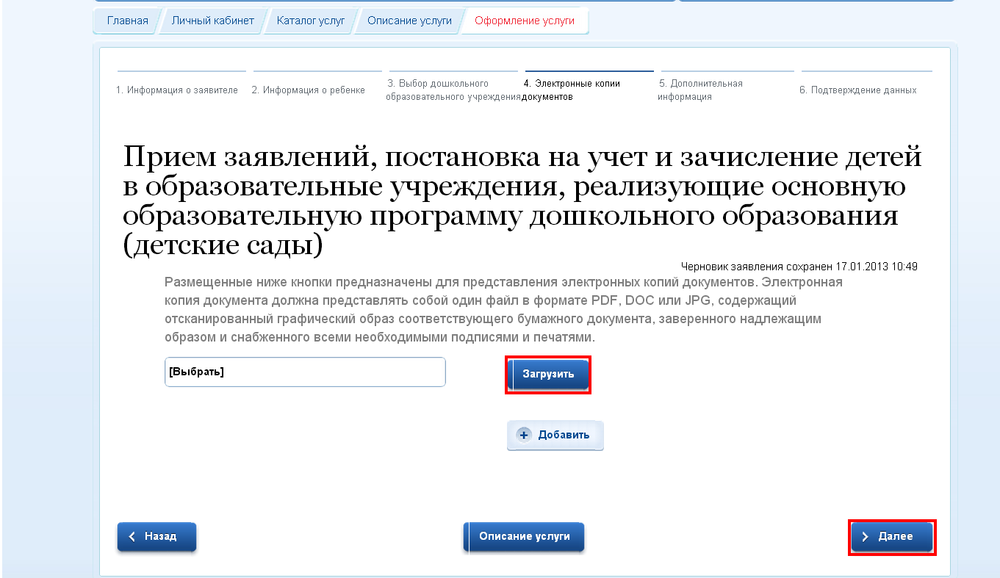 Главная
Личный кабинет
Каталог услуг
Описание услуги
Оформление услуги
1. Информация о заявителе
2. Информация о ребенке
3. Выбор дошкольного
образовательного учреждения
4. Электронные копии
документов
5. Дополнительная
информация
6. Подтверждение данных
Прием заявлений, постановка на учет и зачисление детей
в образовательные учреждения, реализующие основную
образовательную программу дошкольного образования
(детские сады)
Черновик заявления сохранен 17.01.2013 10:49
Размещенные ниже кнопки предназначены для представления электронных копий документов. Электронная
копия документа должна представлять собой один файл в формате PDF, DOC или JPG, содержащий
отсканированный графический образ соответствующего бумажного документа, заверенного надлежащим
образом и снабженного всеми необходимыми подписями и печатями.
[Выбрать]
Загрузить
Добавить
Назад
Описание услуги
Далее